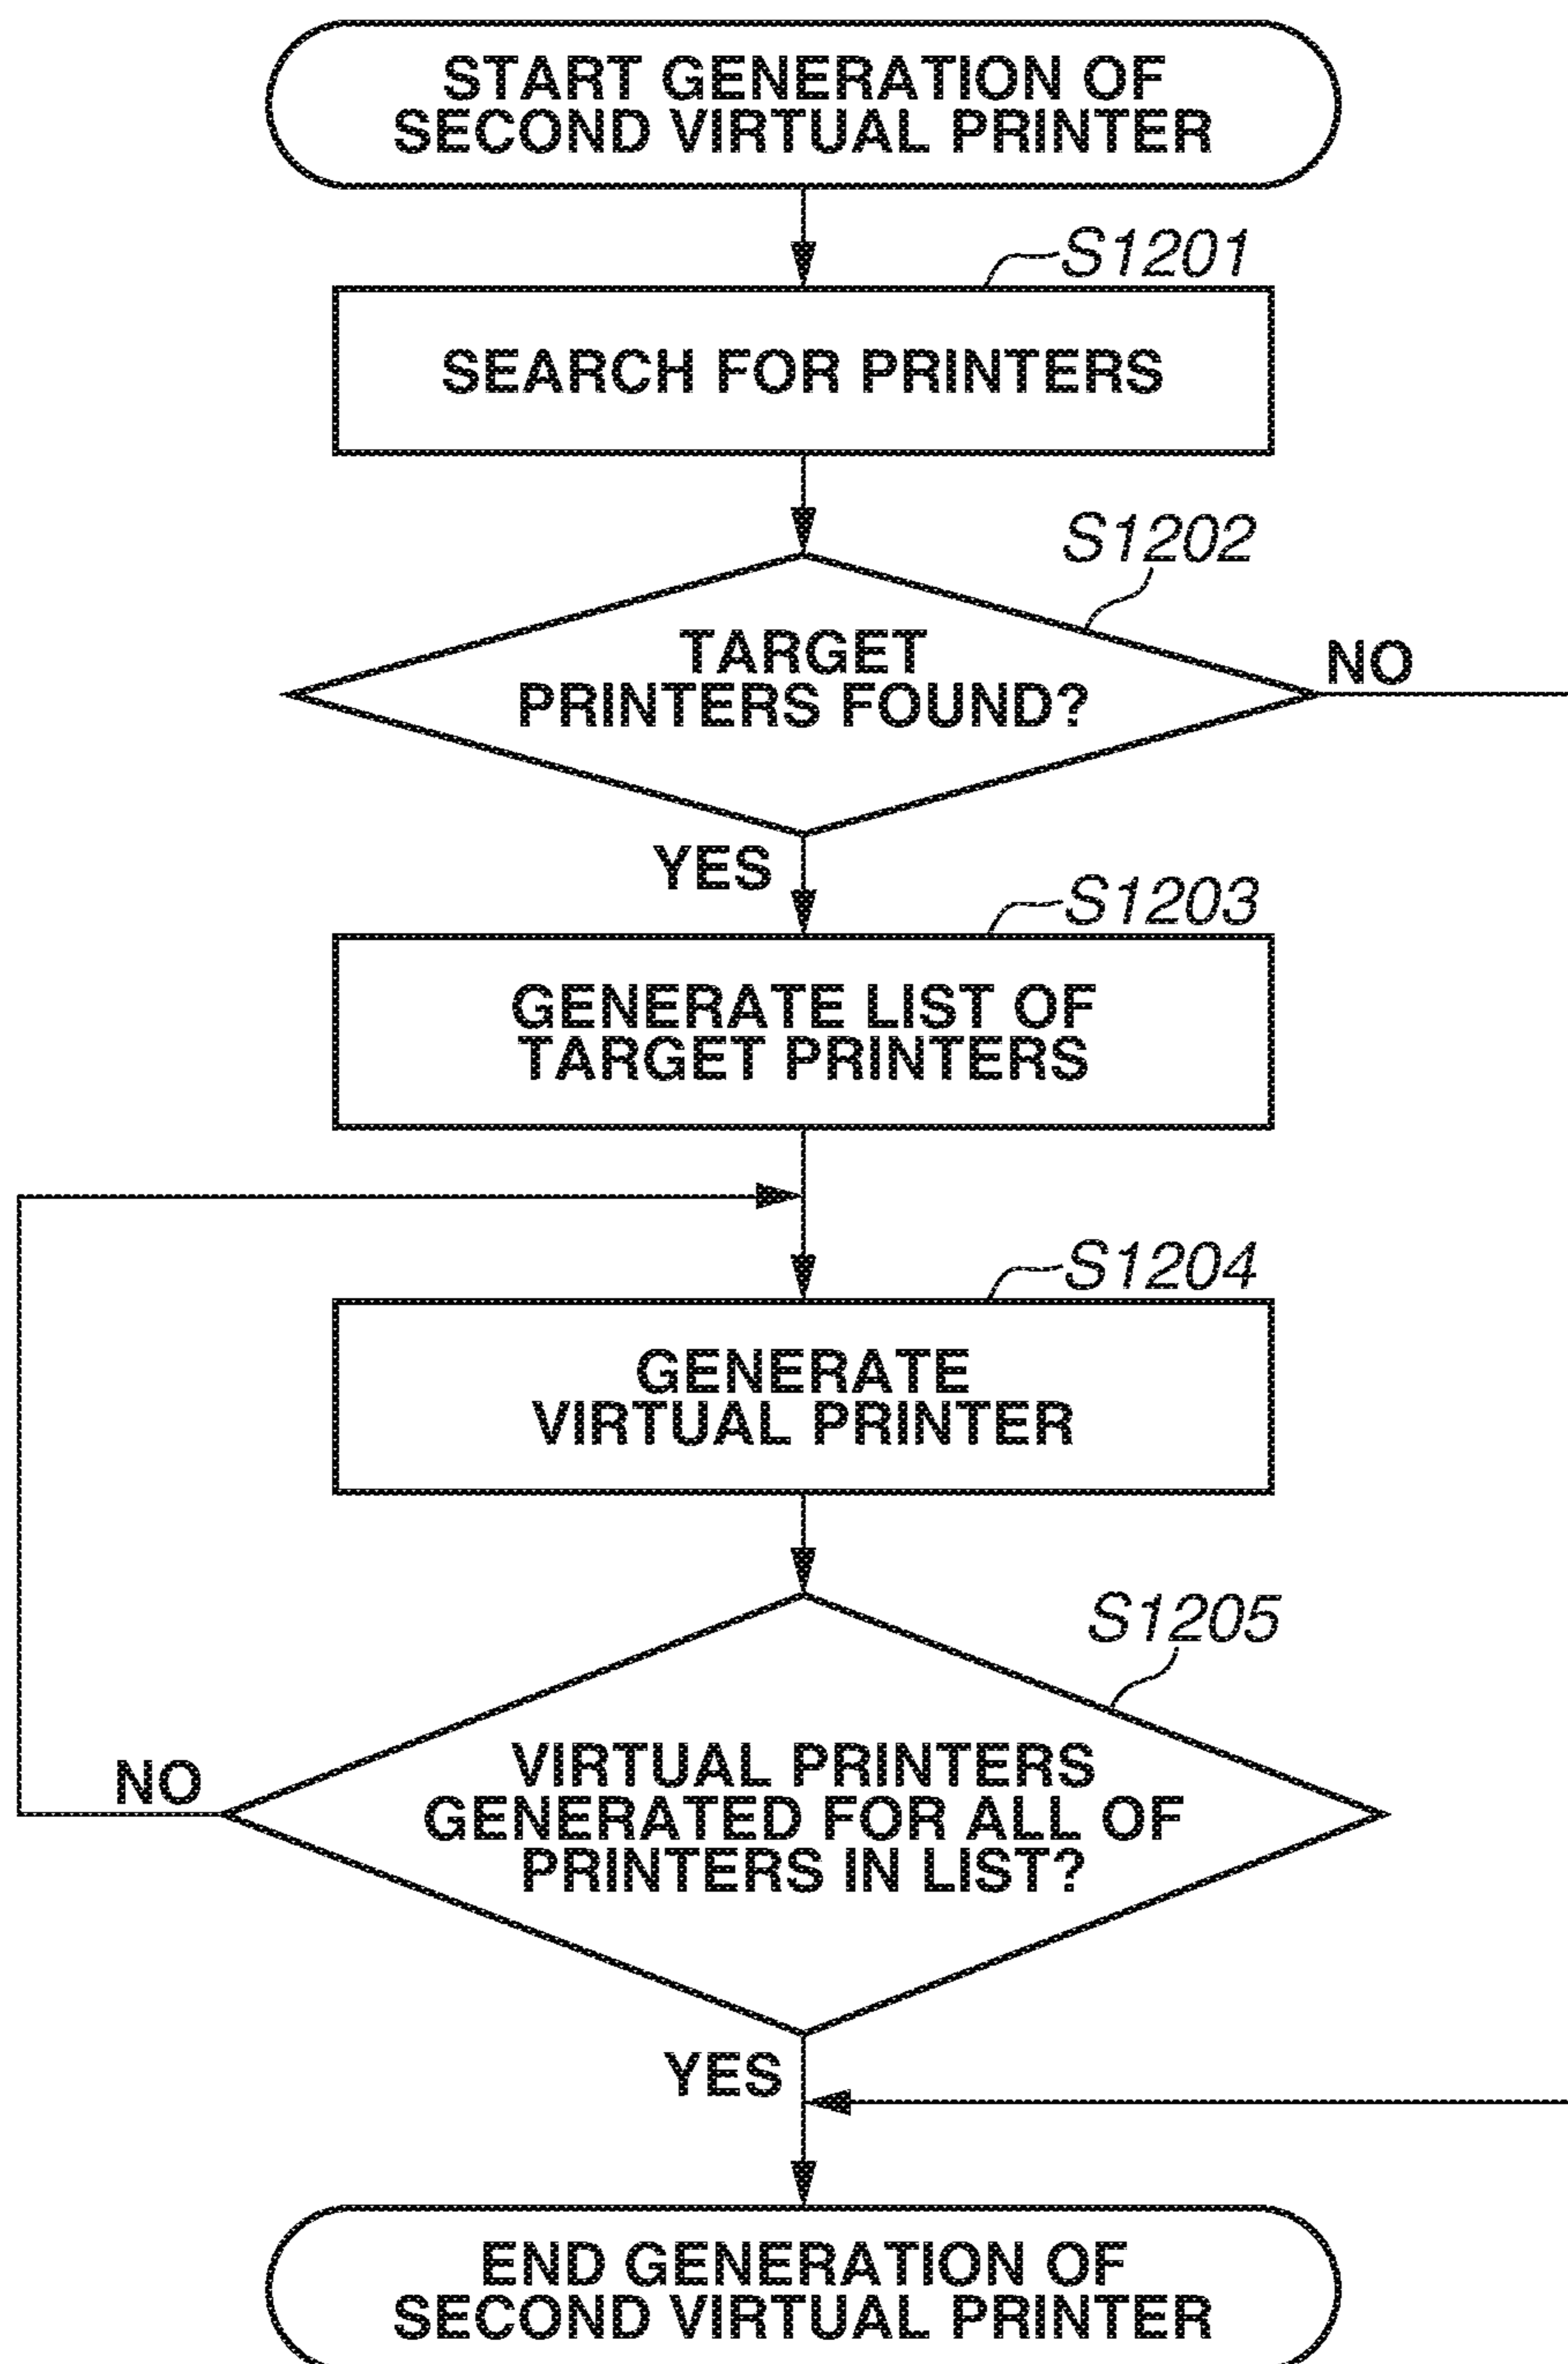 START GENERATION OF
SECOND VIRTUAL PRINTER
S1201
SEARCH FOR PRINTERS
S1202
TARGET
PRINTERS FOUND?
NO
YES
S1203
GENERATE LIST OF
TARGET PRINTERS
S1204
GENERATE
VIRTUAL PRINTER
S1205
VIRTUAL PRINTERS
GENERATED FOR ALL OF
PRINTERS IN LIST?
NO
YES
END GENERATION OF
SECOND VIRTUAL PRINTER